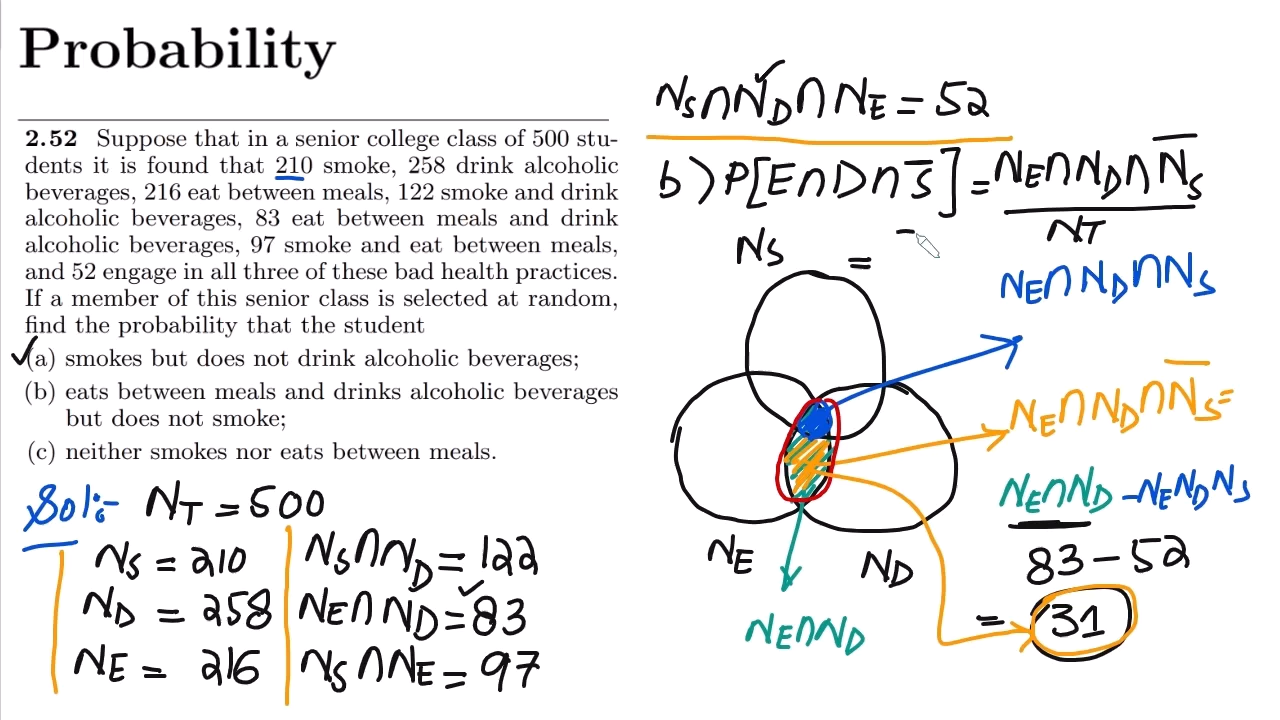 Probability
2.52 Suppose that in a senior college class of 500 stu-
dents it is found that 210 smoke, 258 drink alcoholic
beverages, 216 eat between meals, 122 smoke and drink
alcoholic beverages, 83 eat between meals and drink
alcoholic beverages, 97 smoke and eat between meals,
and 52 engage in all three of these bad health practices.
If a member of this senior class is selected at random,
find the probability that the student
(a) smokes but does not drink alcoholic beverages;
(b) eats between meals and drinks alcoholic beverages
but does not smoke;
(c) neither smokes nor eats between meals.
Sol:- N_T = 500
N_S = 210
N_D = 258
N_E = 216
N_S∩N_D = 122
N_E∩N_D = 83
N_S∩N_E = 97
N_S∩N_D∩N_E = 52
b) P[E∩D∩S̅] = N_E∩N_D∩N̅_S
N_T
=
N_S
N_E
N_D
N_E∩N_D
N_E∩N_D∩N_S
N_E∩N_D∩N̅_S =
N_E∩N_D - N_E N_D N_S
83 - 52
= 31